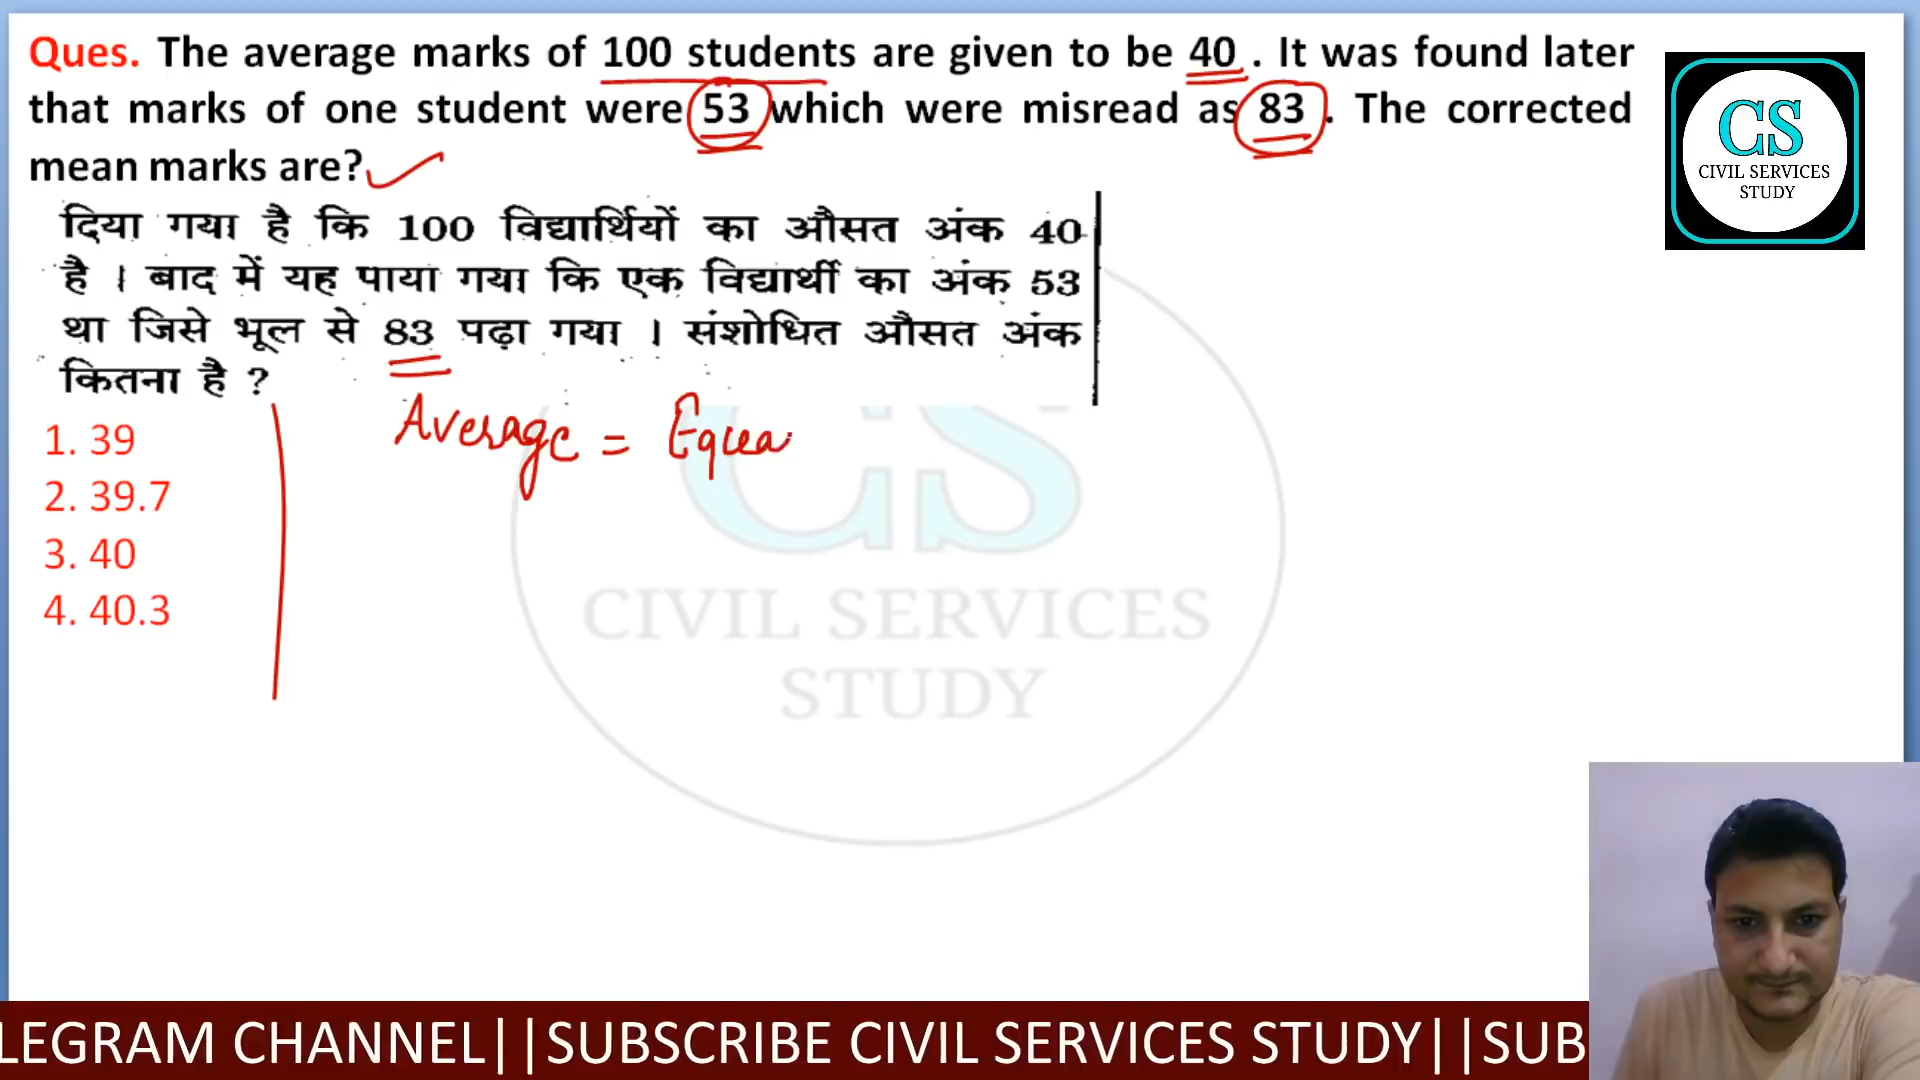 Ques. The average marks of 100 students are given to be 40 . It was found later
that marks of one student were 53 which were misread as 83 . The corrected
mean marks are?
CS
CIVIL SERVICES
STUDY
दिया गया है कि 100 विद्यार्थियों का औसत अंक 40
है । बाद में यह पाया गया कि एक विद्यार्थी का अंक 53
था जिसे भूल से 83 पढ़ा गया । संशोधित औसत अंक
कितना है ?
1. 39
2. 39.7
3. 40
4. 40.3
Average = Equa
CS
CIVIL SERVICES
STUDY
LEGRAM CHANNEL||SUBSCRIBE CIVIL SERVICES STUDY||SUB